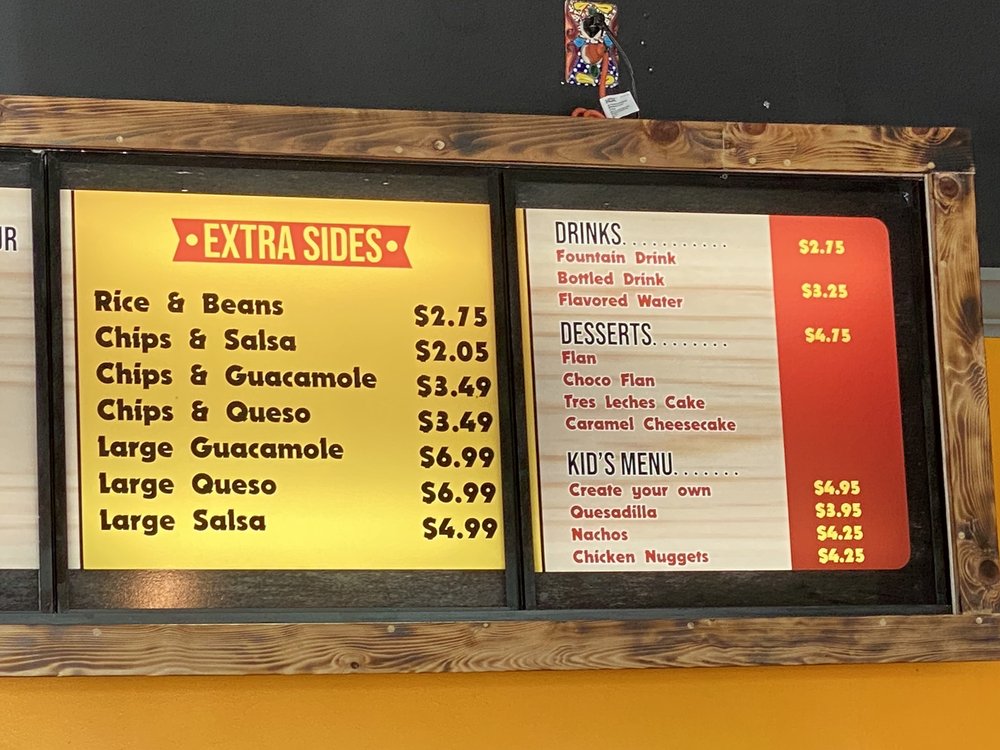 UR
•EXTRA SIDES•
Rice & Beans $2.75
Chips & Salsa $2.05
Chips & Guacamole $3.49
Chips & Queso $3.49
Large Guacamole $6.99
Large Queso $6.99
Large Salsa $4.99
DRINKS........... $2.75
Fountain Drink
Bottled Drink
Flavored Water $3.25
DESSERTS........ $4.75
Flan
Choco Flan
Tres Leches Cake
Caramel Cheesecake
KID'S MENU.......
Create your own $4.95
Quesadilla $3.95
Nachos $4.25
Chicken Nuggets $4.25